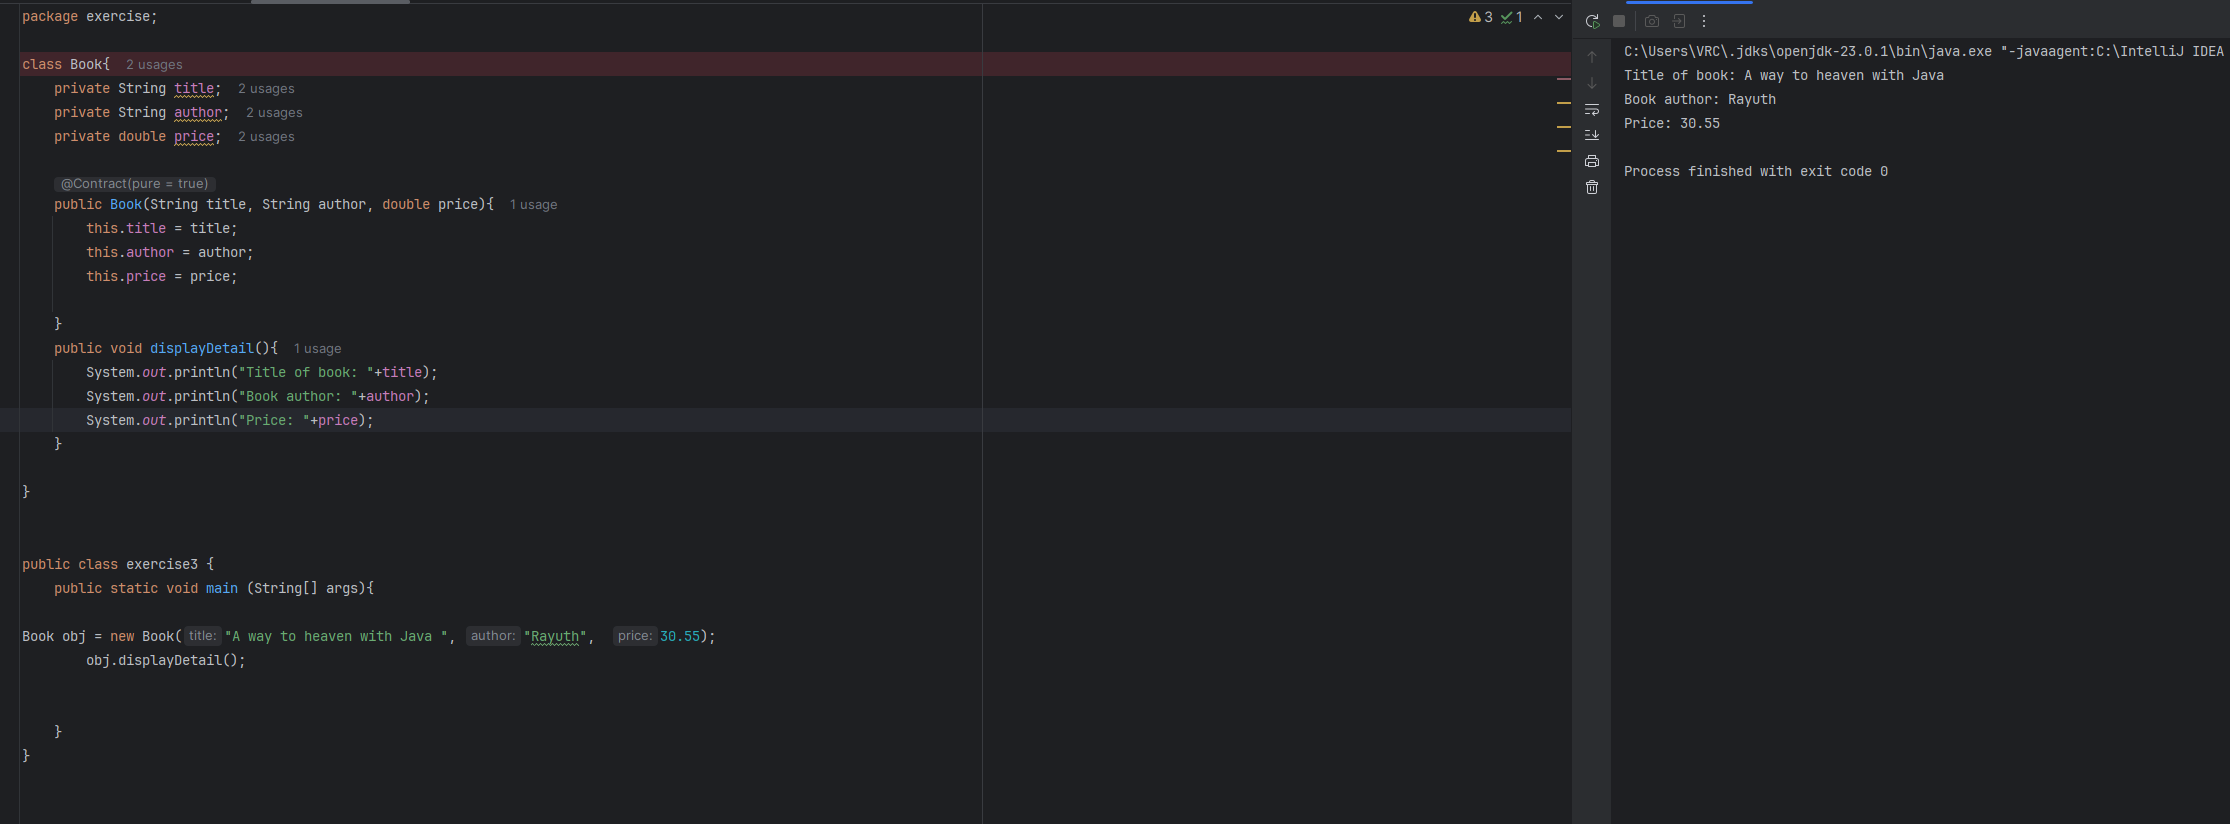 package exercise;
3 1
class Book{ 2 usages
private String title; 2 usages
private String author; 2 usages
private double price; 2 usages
@Contract(pure = true)
public Book(String title, String author, double price){ 1 usage
this.title = title;
this.author = author;
this.price = price;
}
public void displayDetail(){ 1 usage
System.out.println("Title of book: "+title);
System.out.println("Book author: "+author);
System.out.println("Price: "+price);
}
}
public class exercise3 {
public static void main (String[] args){
Book obj = new Book( title: "A way to heaven with Java ", author: "Rayuth", price: 30.55);
obj.displayDetail();
}
}
C:\Users\VRC\.jdks\openjdk-23.0.1\bin\java.exe "-javaagent:C:\IntelliJ IDEA
Title of book: A way to heaven with Java
Book author: Rayuth
Price: 30.55
Process finished with exit code 0